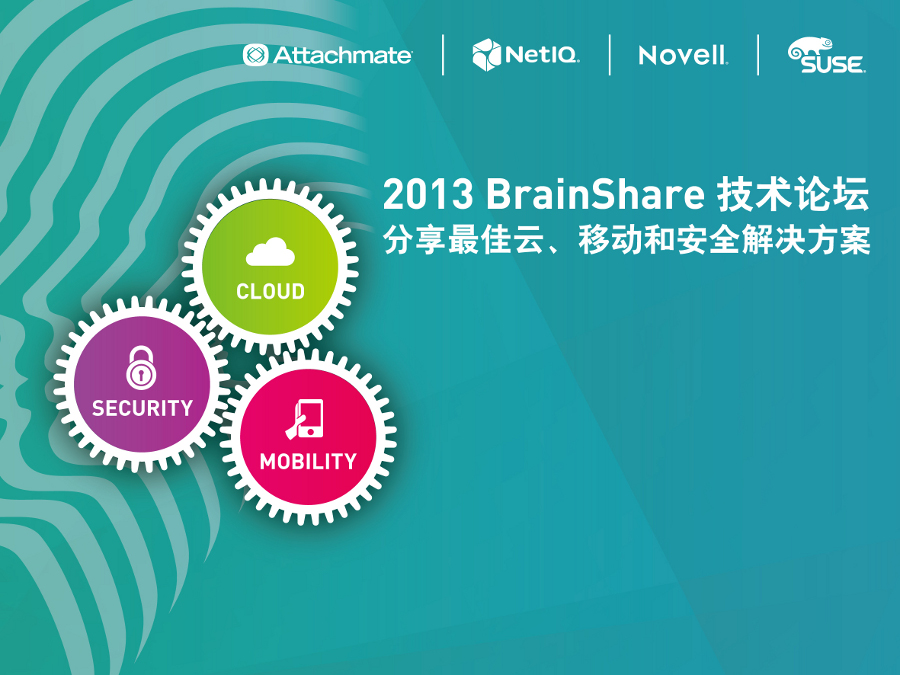 Attachmate
NetIQ
Novell
SUSE
2013 BrainShare 技术论坛
分享最佳云、移动和安全解决方案
CLOUD
SECURITY
MOBILITY